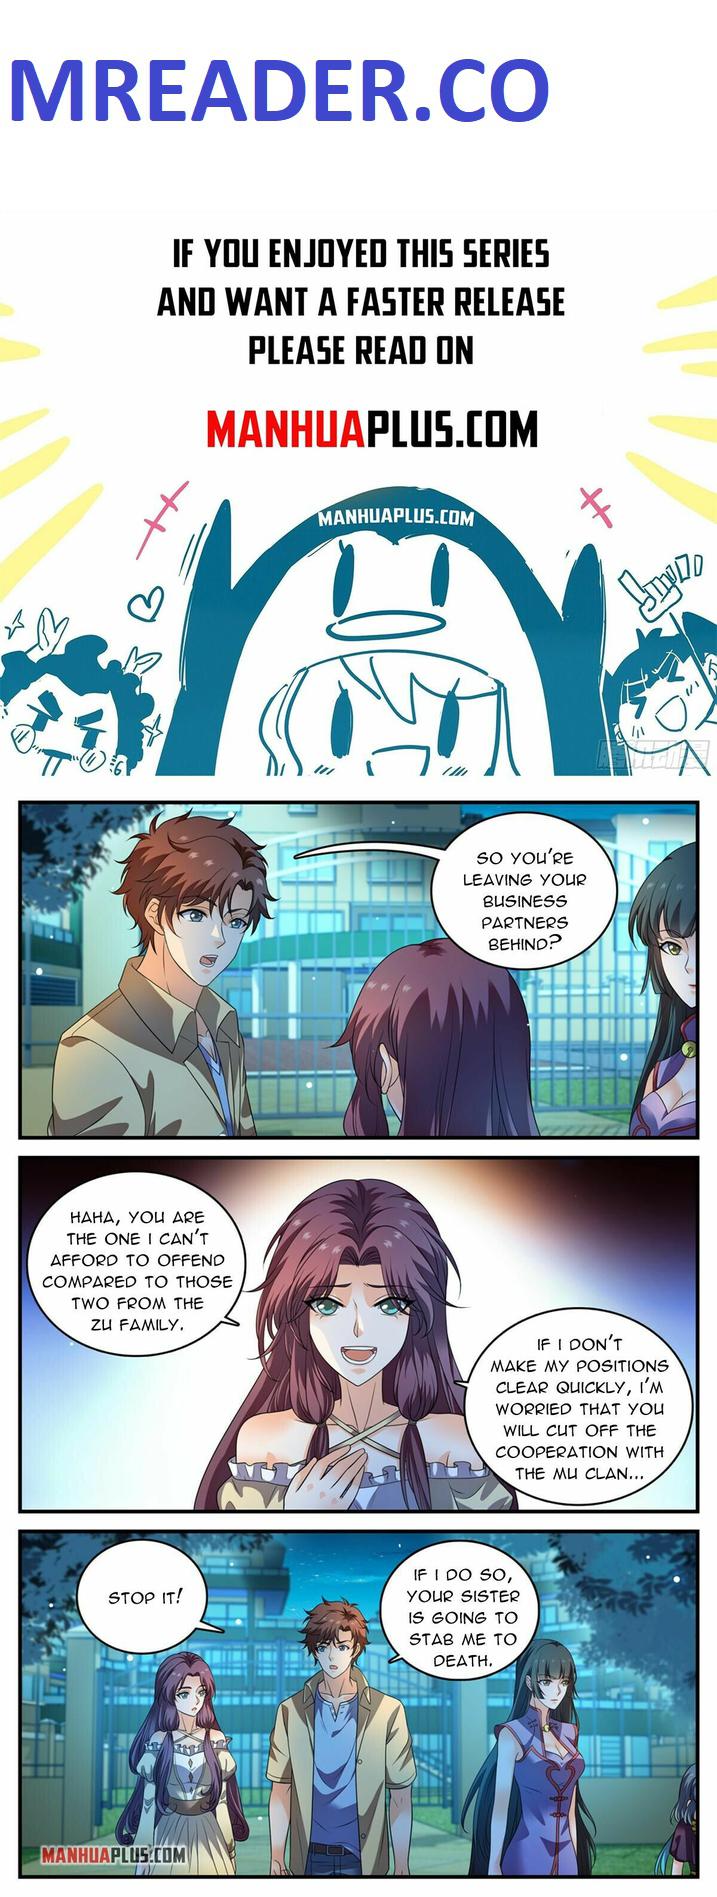 MREADER.CO
IF YOU ENJOYED THIS SERIES
AND WANT A FASTER RELEASE
PLEASE READ ON
MANHUAPLUS.COM
MANHUAPLUS.COM
SO YOU'RE
LEAVING YOUR
BUSINESS
PARTNERS
BEHIND?
HAHA, YOU ARE
THE ONE I CAN'T
AFFORD TO OFFEND
COMPARED TO THOSE
TWO FROM THE
ZU FAMILY.
IF I DON'T
MAKE MY POSITIONS
CLEAR QUICKLY, I'M
WORRIED THAT YOU
WILL CUT OFF THE
COOPERATION WITH
THE MU CLAN...
STOP IT!
IF I DO SO,
YOUR SISTER
IS GOING TO
STAB ME TO
DEATH.
MANHUAPLUS.COM